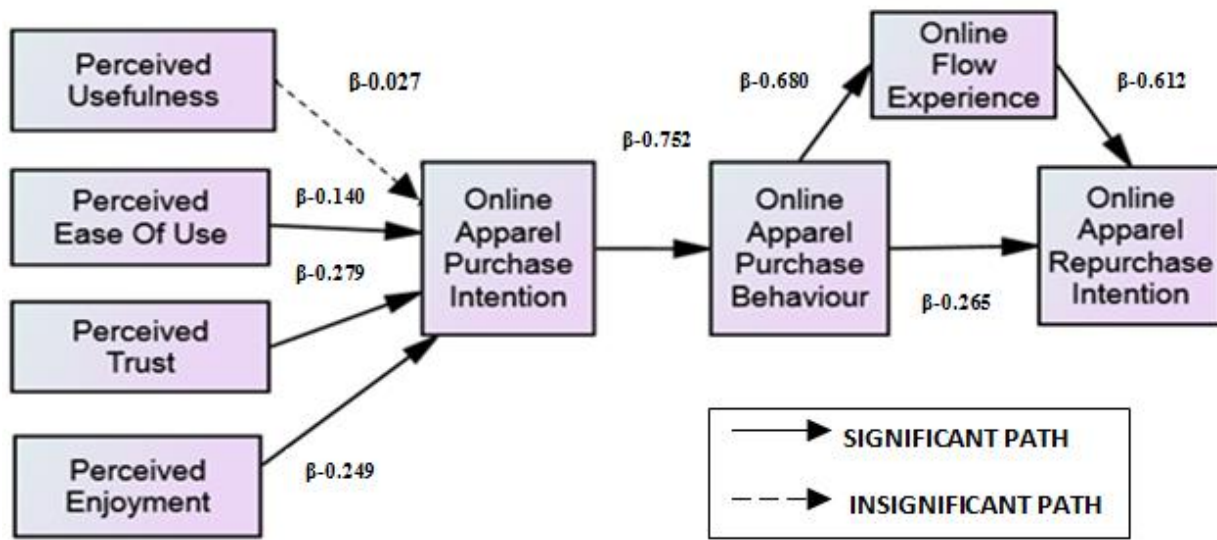 Perceived
Usefulness
β-0.027
Perceived
Ease Of Use
β-0.140
Perceived
Trust
β-0.279
Perceived
Enjoyment
β-0.249
Online
Apparel
Purchase
Intention
β-0.752
Online
Apparel
Purchase
Behaviour
β-0.680
Online
Flow
Experience
β-0.612
β-0.265
Online
Apparel
Repurchase
Intention
SIGNIFICANT PATH
INSIGNIFICANT PATH